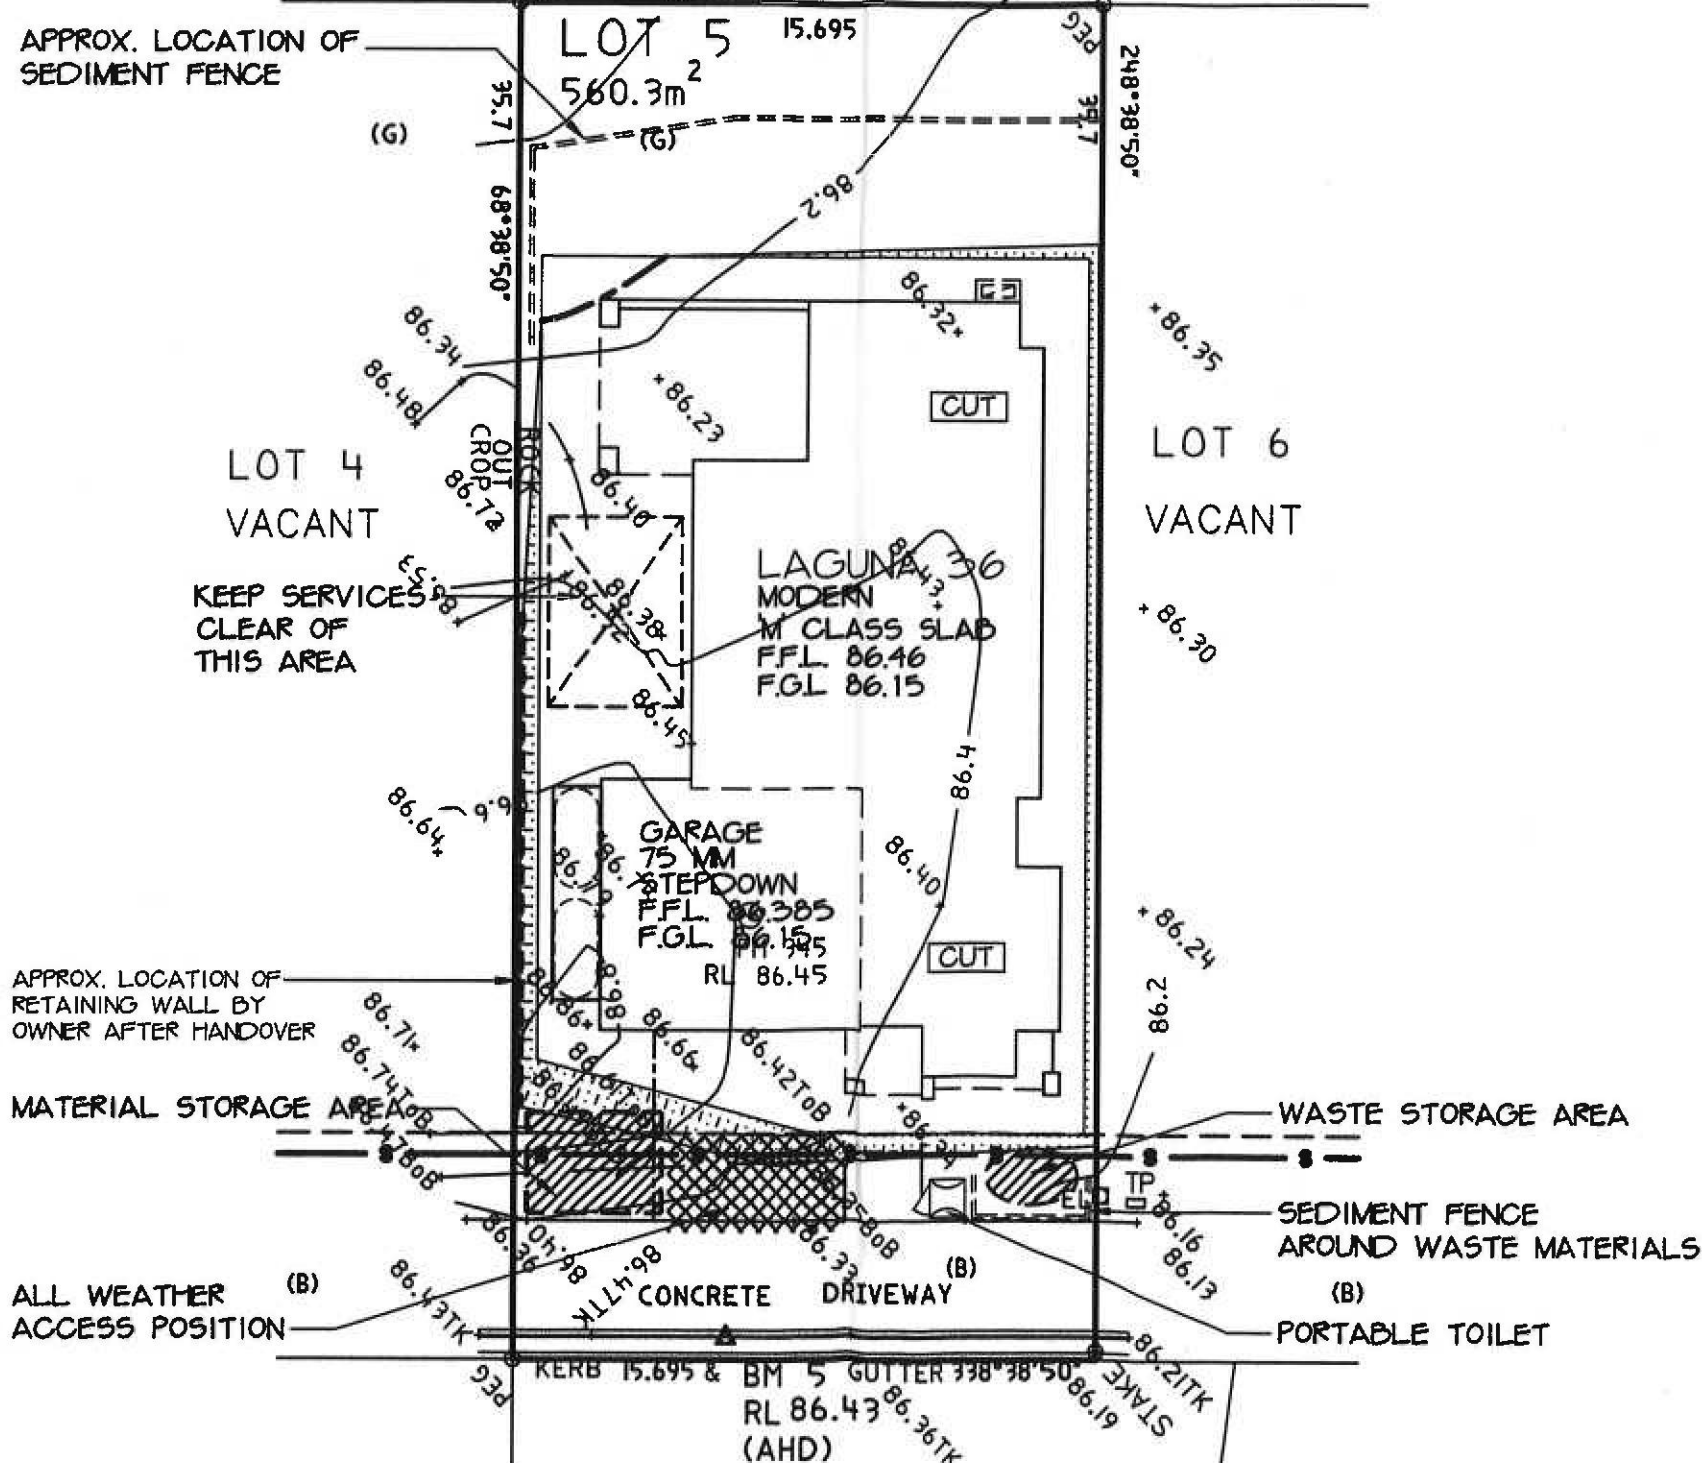 APPROX. LOCATION OF
SEDIMENT FENCE
LOT 5
15.695
560.3m²
PEG
35.7
68°38'50"
35.7
248°38'50"
(G)
(G)
86.2
86.34
86.48
86.32
86.35
86.23
CUT
ROCK
OUT
CROP
LOT 4
VACANT
LOT 6
VACANT
86.40
KEEP SERVICES
CLEAR OF
THIS AREA
86.38
86.45
86.30
LAGUNA 36
MODERN
'M' CLASS SLAB
F.F.L. 86.46
F.G.L 86.15
86.4
86.64
86.40
GARAGE
75 MM
STEPDOWN
F.F.L. 86.385
F.G.L. 86.15
RL 86.45
CUT
86.24
86.2
APPROX. LOCATION OF
RETAINING WALL BY
OWNER AFTER HANDOVER
86.71
86.74ToB
86.66
86.42ToB
MATERIAL STORAGE AREA
WASTE STORAGE AREA
TP
86.16
86.13
SEDIMENT FENCE
AROUND WASTE MATERIALS
86.36
86.40
86.47TK
86.33
86.43TK
(B)
(B)
(B)
ALL WEATHER
ACCESS POSITION
CONCRETE DRIVEWAY
PORTABLE TOILET
PEG
KERB 15.695 & BM 5 GUTTER 338°38'50"
RL 86.43
(AHD)
86.36TK
86.19
86.21TK
STAKE